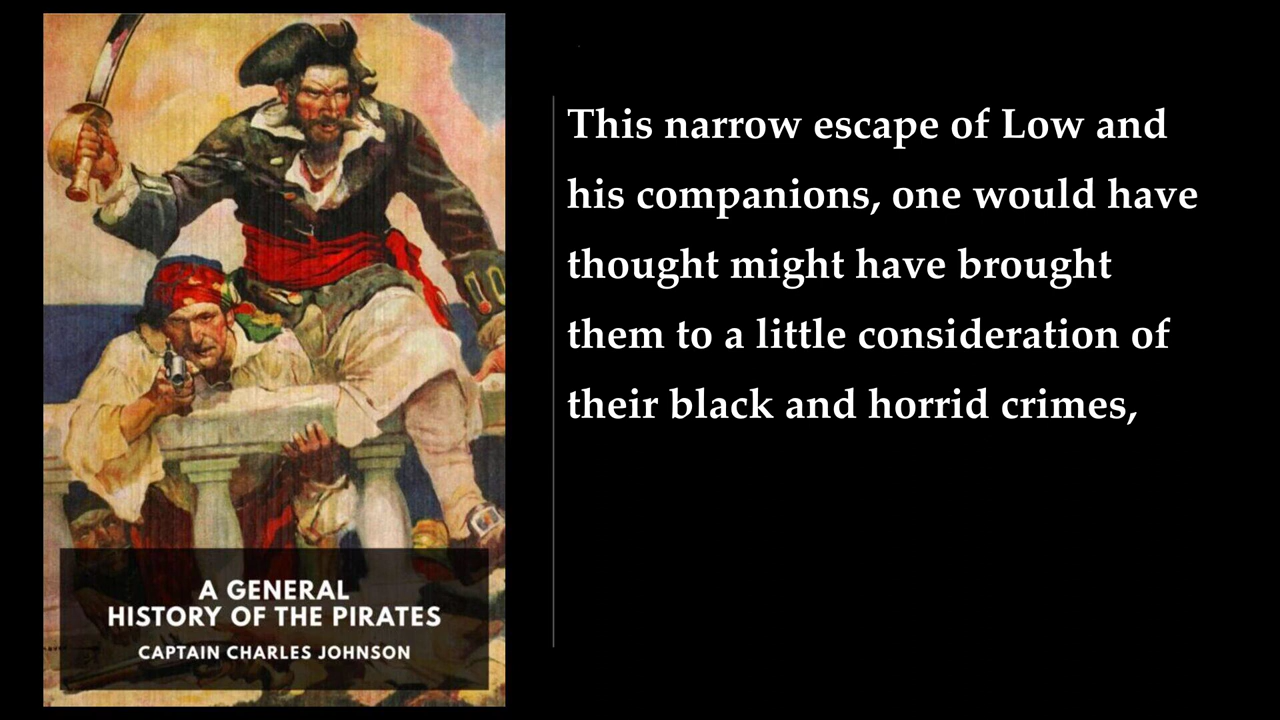 A GENERAL
HISTORY OF THE PIRATES
CAPTAIN CHARLES JOHNSON
This narrow escape of Low and
his companions, one would have
thought might have brought
them to a little consideration of
their black and horrid crimes,